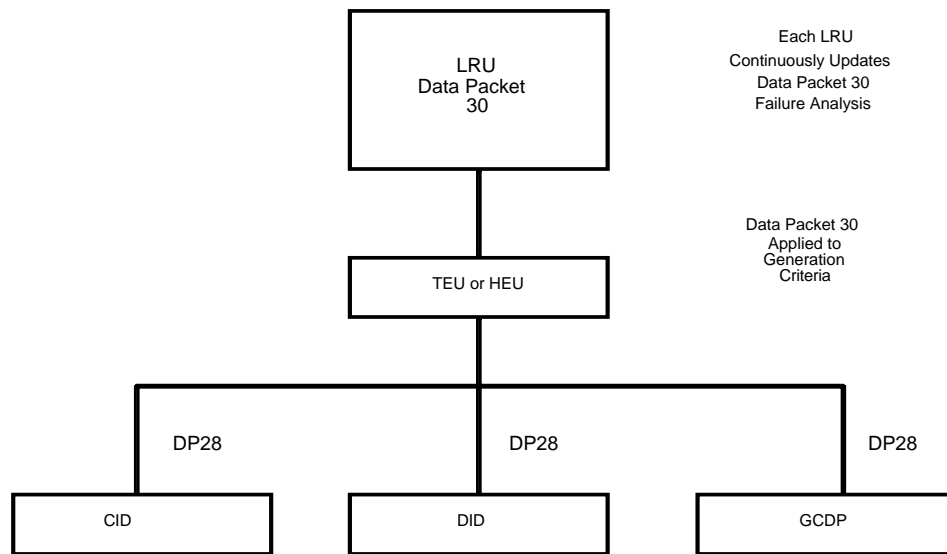 LRU
Data Packet
30
Each LRU
Continuously Updates
Data Packet 30
Failure Analysis
Data Packet 30
Applied to
Generation
Criteria
TEU or HEU
DP28
DP28
DP28
CID
DID
GCDP